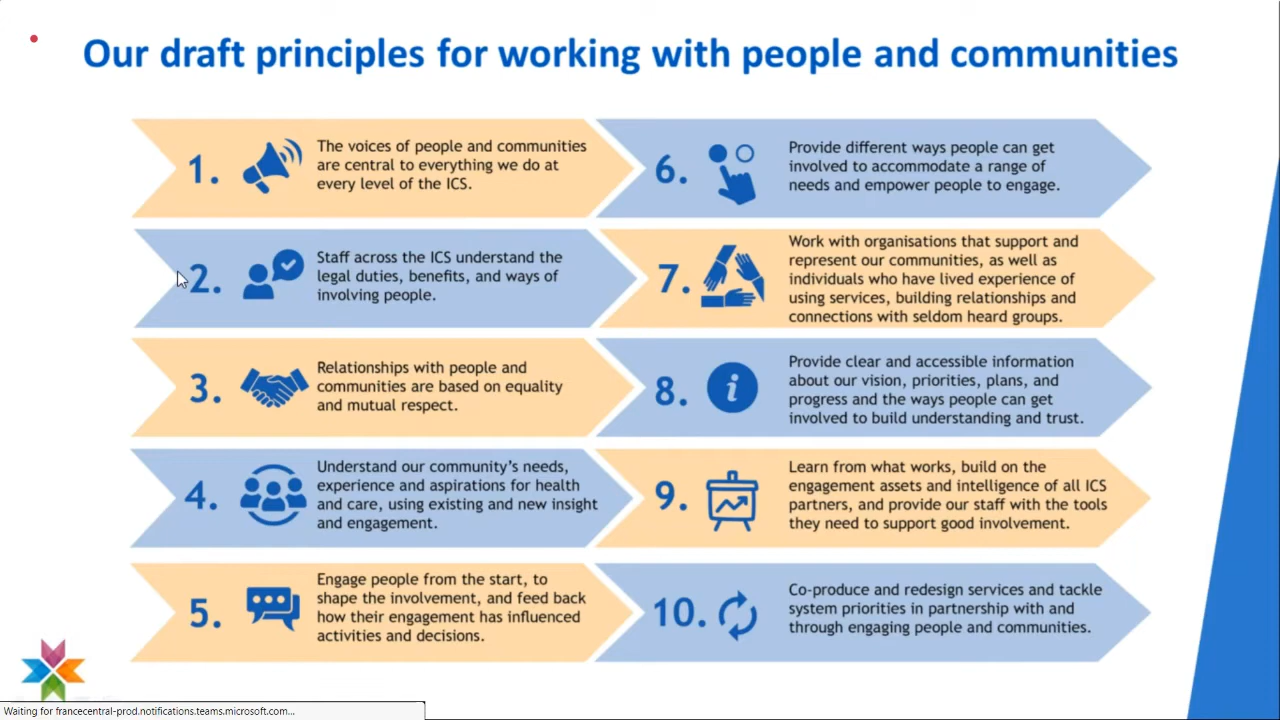 Our draft principles for working with people and communities
1.
The voices of people and communities
are central to everything we do at
every level of the ICS.
2.
Staff across the ICS understand the
legal duties, benefits, and ways of
involving people.
3.
Relationships with people and
communities are based on equality
and mutual respect.
4.
Understand our community's needs,
experience and aspirations for health
and care, using existing and new insight
and engagement.
5.
Engage people from the start, to
shape the involvement, and feed back
how their engagement has influenced
activities and decisions.
6.
Provide different ways people can get
involved to accommodate a range of
needs and empower people to engage.
7.
Work with organisations that support and
represent our communities, as well as
individuals who have lived experience of
using services, building relationships and
connections with seldom heard groups.
8.
Provide clear and accessible information
about our vision, priorities, plans, and
progress and the ways people can get
involved to build understanding and trust.
9.
Learn from what works, build on the
engagement assets and intelligence of all ICS
partners, and provide our staff with the tools
they need to support good involvement.
10.
Co-produce and redesign services and tackle
system priorities in partnership with and
through engaging people and communities.
Waiting for francecentral-prod.notifications.teams.microsoft.com...